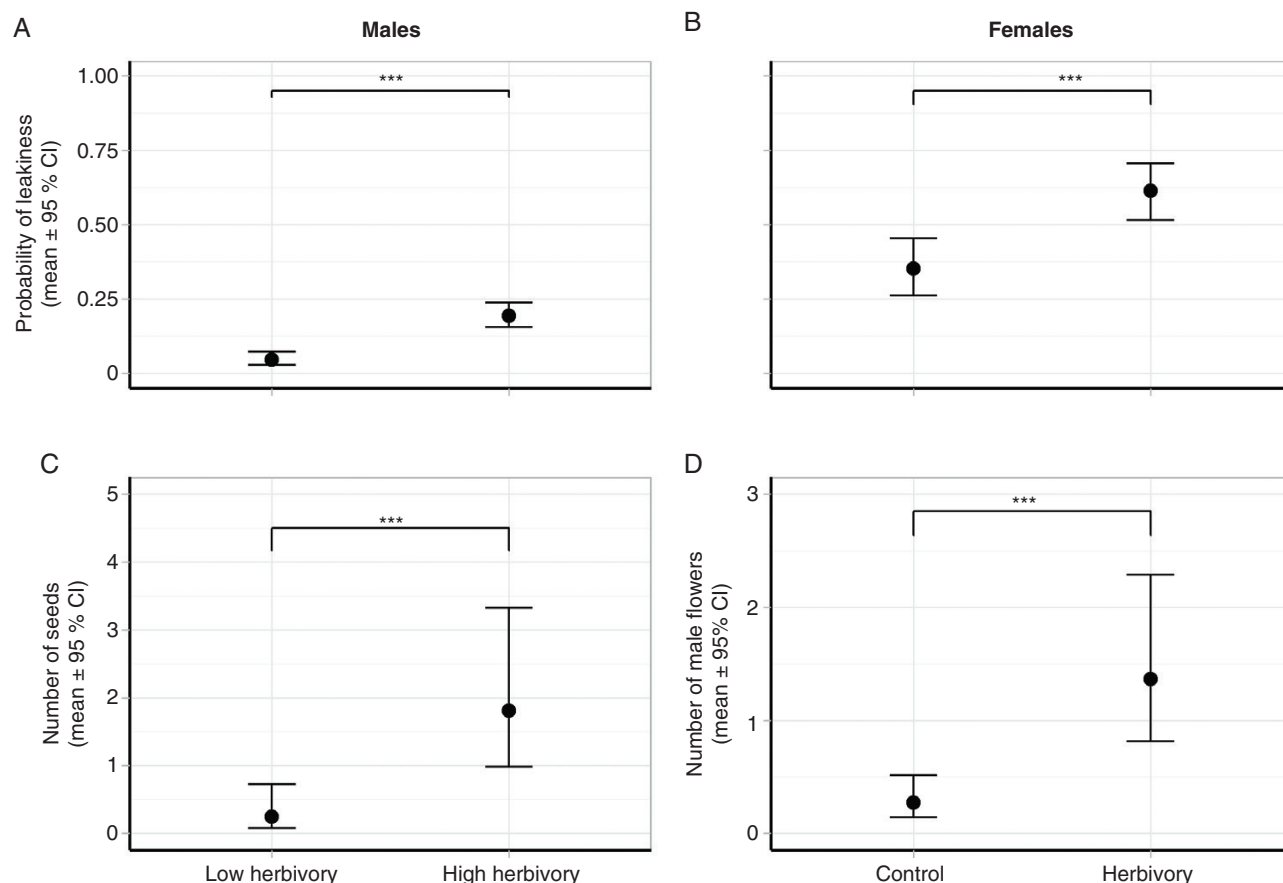 A
Males
B
Females
***
***
1.00
0.75
0.50
0.25
0
Probability of leakiness
(mean ± 95 % CI)
C
D
***
***
5
4
3
2
1
0
Number of seeds
(mean ± 95 % CI)
3
2
1
0
Number of male flowers
(mean ± 95% CI)
Low herbivory
High herbivory
Control
Herbivory